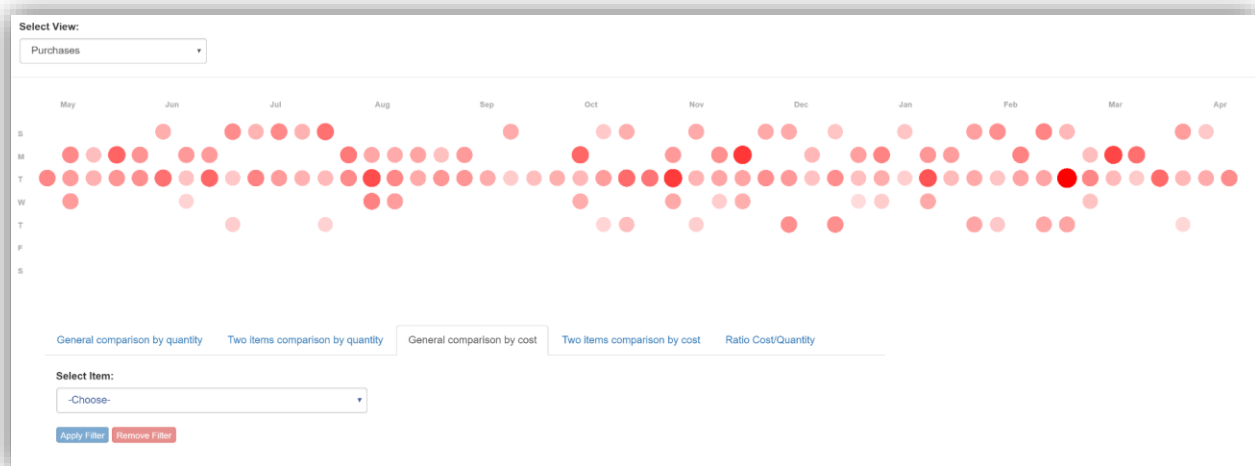 Select View:
Purchases
May Jun Jul Aug Sep Oct Nov Dec Jan Feb Mar Apr
S
M
T
W
T
F
S
General comparison by quantity Two items comparison by quantity General comparison by cost Two items comparison by cost Ratio Cost/Quantity
Select Item:
-Choose-
Apply Filter Remove Filter